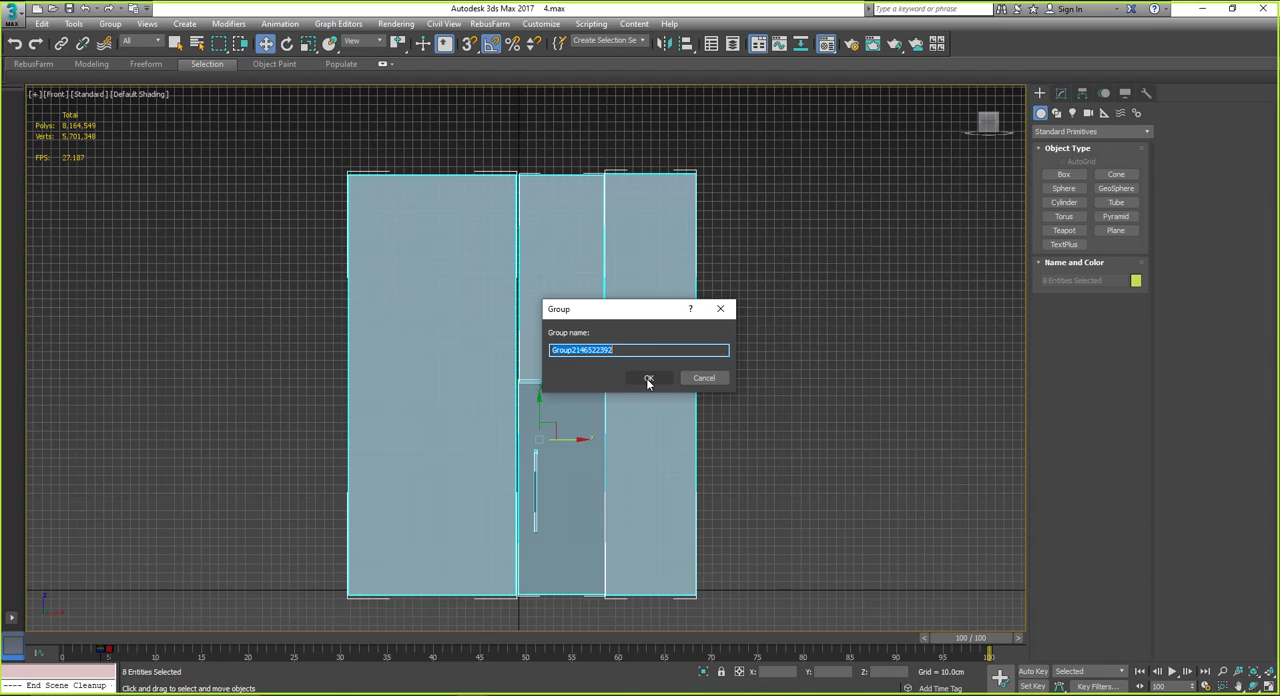 Autodesk 3ds Max 2017    4.max
Type a keyword or phrase
Sign In
MAX
Edit Tools Group Views Create Modifiers Animation Graph Editors Rendering Civil View RebusFarm Customize Scripting Content Help
All
View
Create Selection Se
RebusFarm Modeling Freeform Selection Object Paint Populate
[+] [Front] [Standard] [Default Shading]
Total
Polys: 8,164,549
Verts: 5,701,348
FPS: 27.187
Standard Primitives
Object Type
AutoGrid
Box Cone
Sphere GeoSphere
Cylinder Tube
Torus Pyramid
Teapot Plane
TextPlus
Name and Color
8 Entities Selected
Group
Group name:
Group2146522392
OK Cancel
100 / 100
0 5 10 15 20 25 30 35 40 45 50 55 60 65 70 75 80 85 90 95 100
8 Entities Selected
X: Y: Z: Grid = 10.0cm
Auto Key Selected
---- End Scene Cleanup -
Click and drag to select and move objects
Add Time Tag
Set Key Key Filters...
100